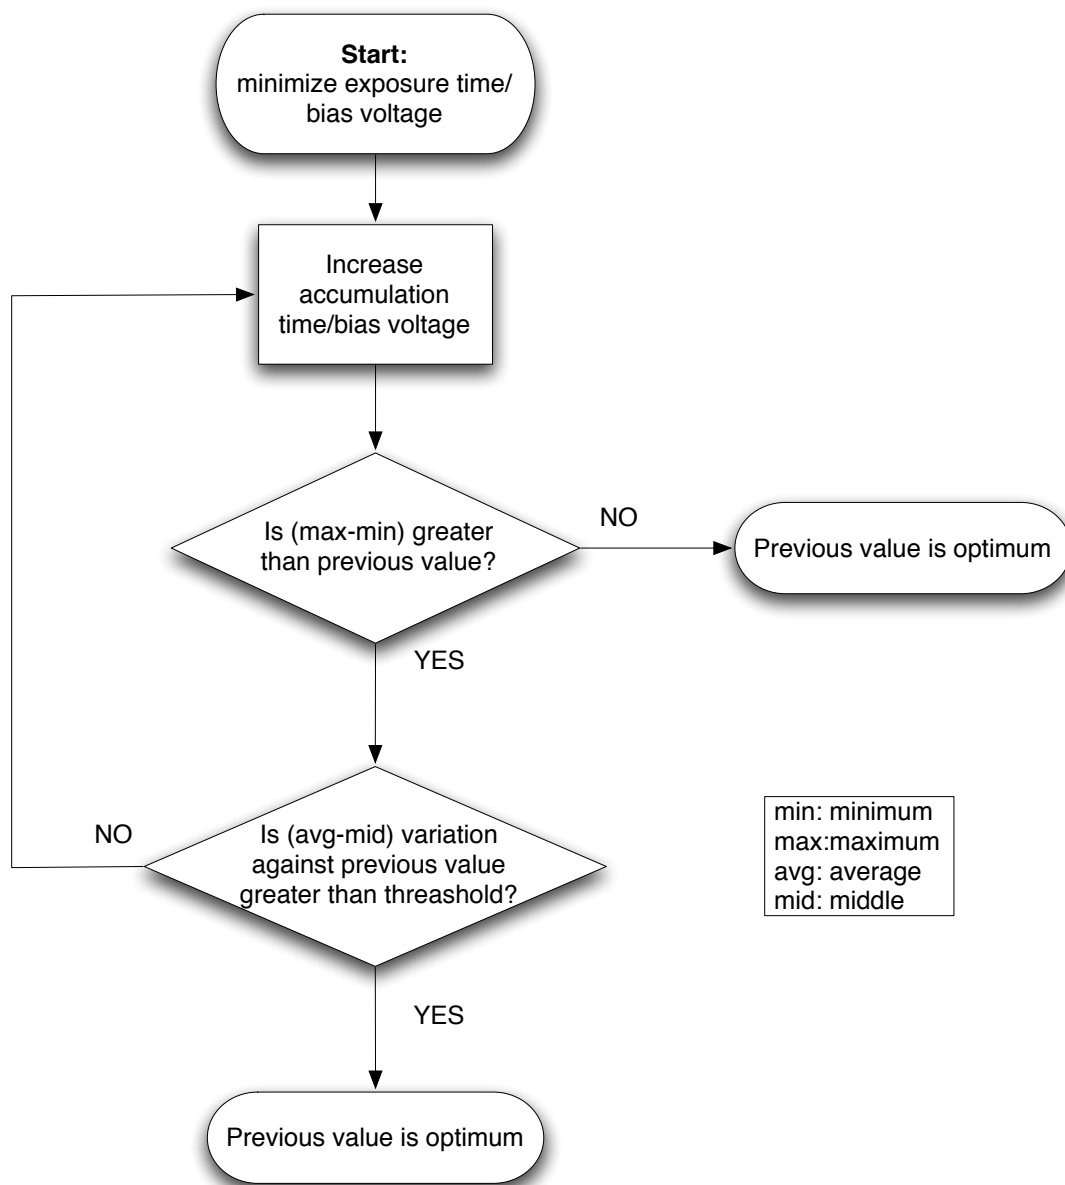 Start:
minimize exposure time/
bias voltage
Increase
accumulation
time/bias voltage
Is (max-min) greater
than previous value?
NO
Previous value is optimum
YES
Is (avg-mid) variation
against previous value
greater than threashold?
NO
min: minimum
max:maximum
avg: average
mid: middle
YES
Previous value is optimum